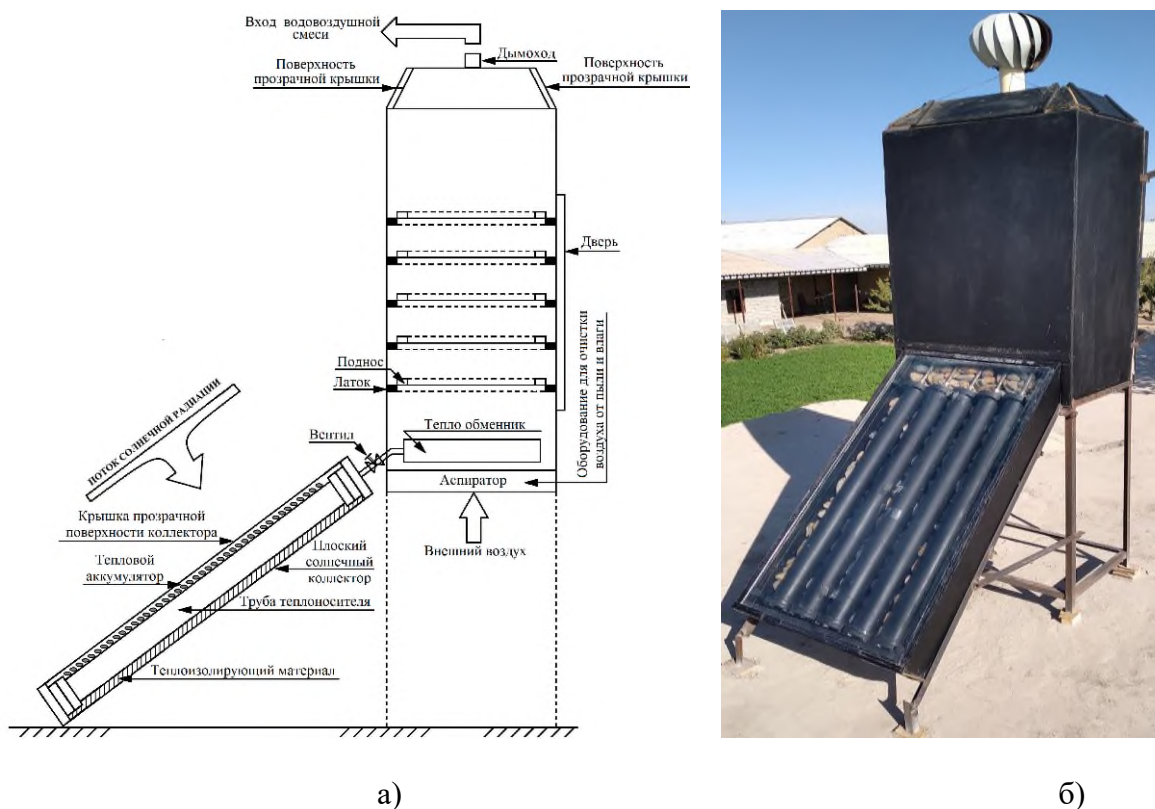 Вход водовоздушной
смеси
Дымоход
Поверхность
прозрачной крышки
Поверхность
прозрачной крышки
Дверь
Оборудование для очистки
воздуха от пыли и влаги
Поднос
Латок
ПОТОК СОЛНЕЧНОЙ РАДИАЦИИ
Вентил
Тепло обменник
Аспиратор
Внешний воздух
Крышка прозрачной
поверхности коллектора
Тепловой
аккумулятор
Плоский
солнечный
коллектор
Труба теплоносителя
Теплоизолирующий материал
а)
б)